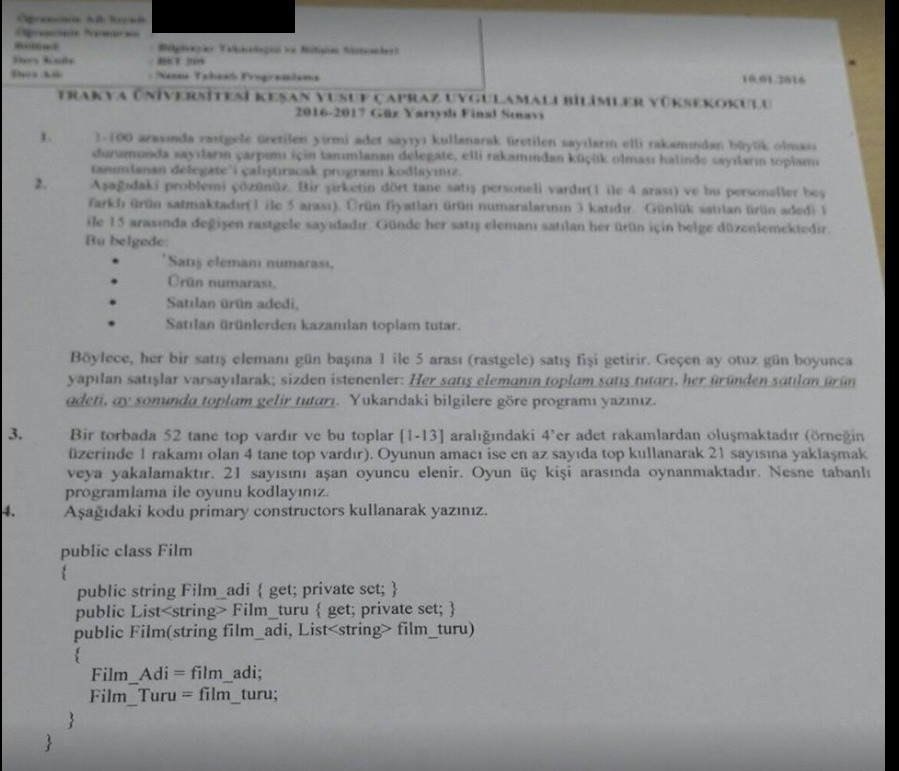 Öğrencinin Adı Soyadı
Öğrencinin Numarası
Bölümü : Bilgisayar Teknolojisi ve Bilişim Sistemleri
Ders Kodu
Ders Adı : Nesne Tabanlı Programlama
10.01.2016
TRAKYA ÜNİVERSİTESİ KEŞAN YUSUF ÇAPRAZ UYGULAMALI BİLİMLER YÜKSEKOKULU
2016-2017 Güz Yarıyılı Final Sınavı
1. 1-100 arasında rastgele üretilen yirmi adet sayıyı kullanarak üretilen sayıların elli rakamından büyük olması
durumunda sayıların çarpımı için tanımlanan delegate, elli rakamından küçük olması halinde sayıların toplamı
tanımlanan delegate'i çalıştıracak programı kodlayınız.
2. Aşağıdaki problemi çözünüz. Bir şirketin dört tane satış personeli vardır(1 ile 4 arası) ve bu personeller beş
farklı ürün satmaktadır(1 ile 5 arası). Ürün fiyatları ürün numaralarının 3 katıdır. Günlük satılan ürün adedi 1
ile 15 arasında değişen rastgele sayıdadır. Günde her satış elemanı satılan her ürün için belge düzenlemektedir.
Bu belgede:
• Satış elemanı numarası,
• Ürün numarası,
• Satılan ürün adedi,
• Satılan ürünlerden kazanılan toplam tutar.
Böylece, her bir satış elemanı gün başına 1 ile 5 arası (rastgele) satış fişi getirir. Geçen ay otuz gün boyunca
yapılan satışlar varsayılarak; sizden istenenler: Her satış elemanın toplam satış tutarı, her üründen satılan ürün
adeti, ay sonunda toplam gelir tutarı. Yukarıdaki bilgilere göre programı yazınız.
3. Bir torbada 52 tane top vardır ve bu toplar [1-13] aralığındaki 4'er adet rakamlardan oluşmaktadır (örneğin
üzerinde 1 rakamı olan 4 tane top vardır). Oyunun amacı ise en az sayıda top kullanarak 21 sayısına yaklaşmak
veya yakalamaktır. 21 sayısını aşan oyuncu elenir. Oyun üç kişi arasında oynanmaktadır. Nesne tabanlı
programlama ile oyunu kodlayınız.
4. Aşağıdaki kodu primary constructors kullanarak yazınız.
public class Film
{
public string Film_adi { get; private set; }
public List<string> Film_turu { get; private set; }
public Film(string film_adi, List<string> film_turu)
{
Film_Adi = film_adi;
Film_Turu = film_turu;
}
}